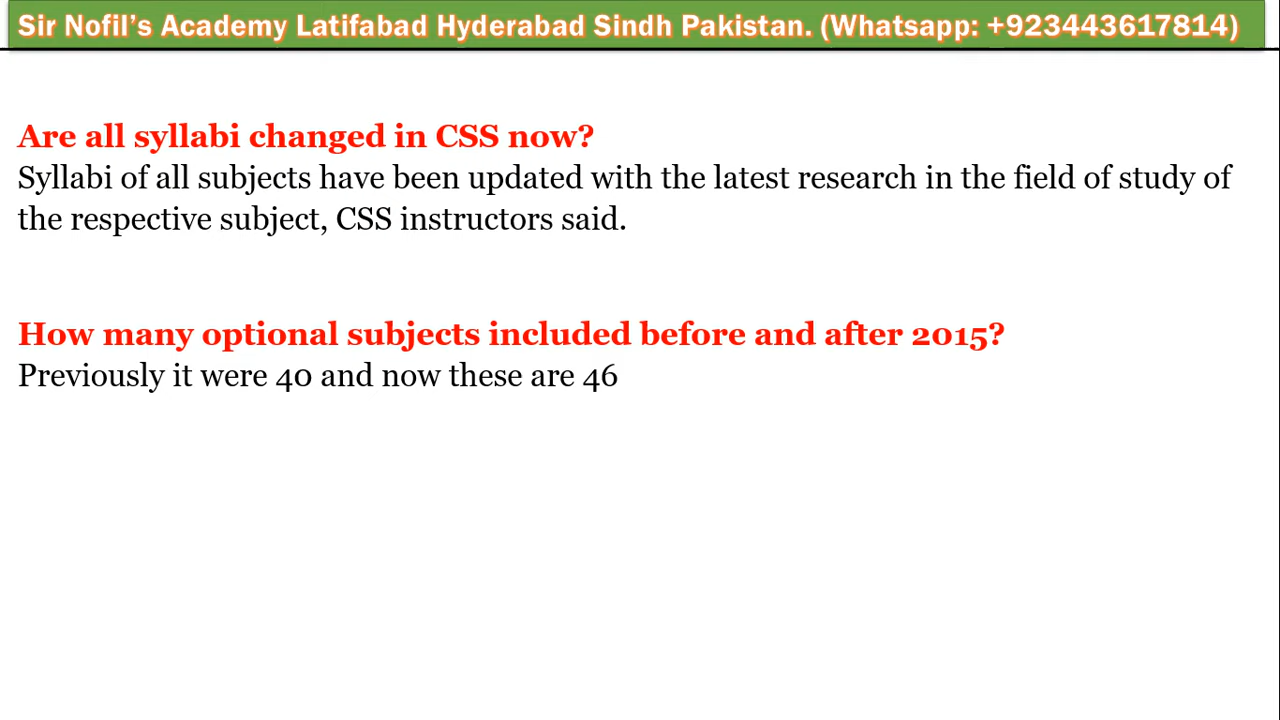 Sir Nofil's Academy Latifabad Hyderabad Sindh Pakistan. (Whatsapp: +923443617814)
Are all syllabi changed in CSS now?
Syllabi of all subjects have been updated with the latest research in the field of study of
the respective subject, CSS instructors said.
How many optional subjects included before and after 2015?
Previously it were 40 and now these are 46